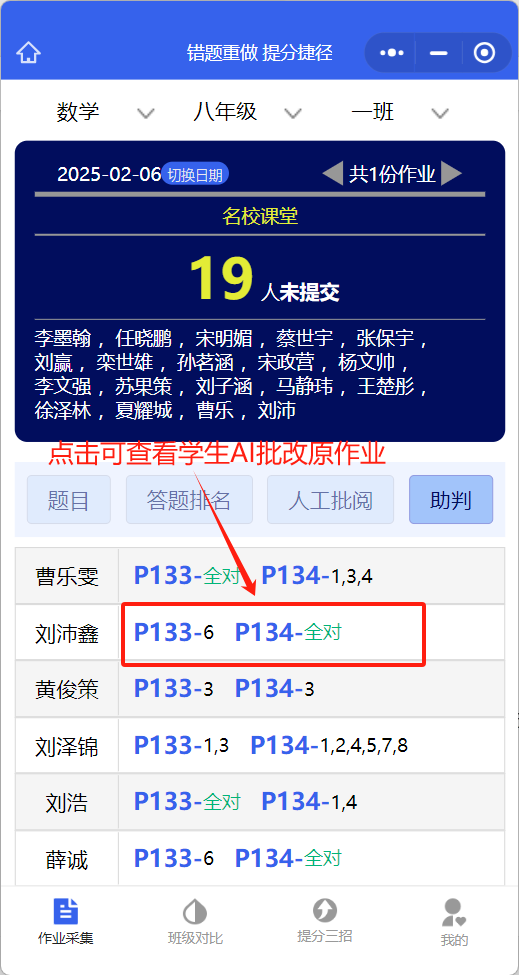 错题重做 提分捷径
数学 八年级 一班
2025-02-06 切换日期 共1份作业
名校课堂
19 人未提交
李墨翰，任晓鹏，宋明媚，蔡世宇，张保宇，
刘赢，栾世雄，孙茗涵，宋政营，杨文帅，
李文强，苏果策，刘子涵，马静玮，王楚彤，
徐泽林，夏耀城，曹乐，刘沛
点击可查看学生AI批改原作业
题目 答题排名 人工批阅 助判
曹乐雯 P133-全对 P134-1,3,4
刘沛鑫 P133-6 P134-全对
黄俊策 P133-3 P134-3
刘泽锦 P133-1,3 P134-1,2,4,5,7,8
刘浩 P133-全对 P134-1,4
薛诚 P133-6 P134-全对
作业采集 班级对比 提分三招 我的